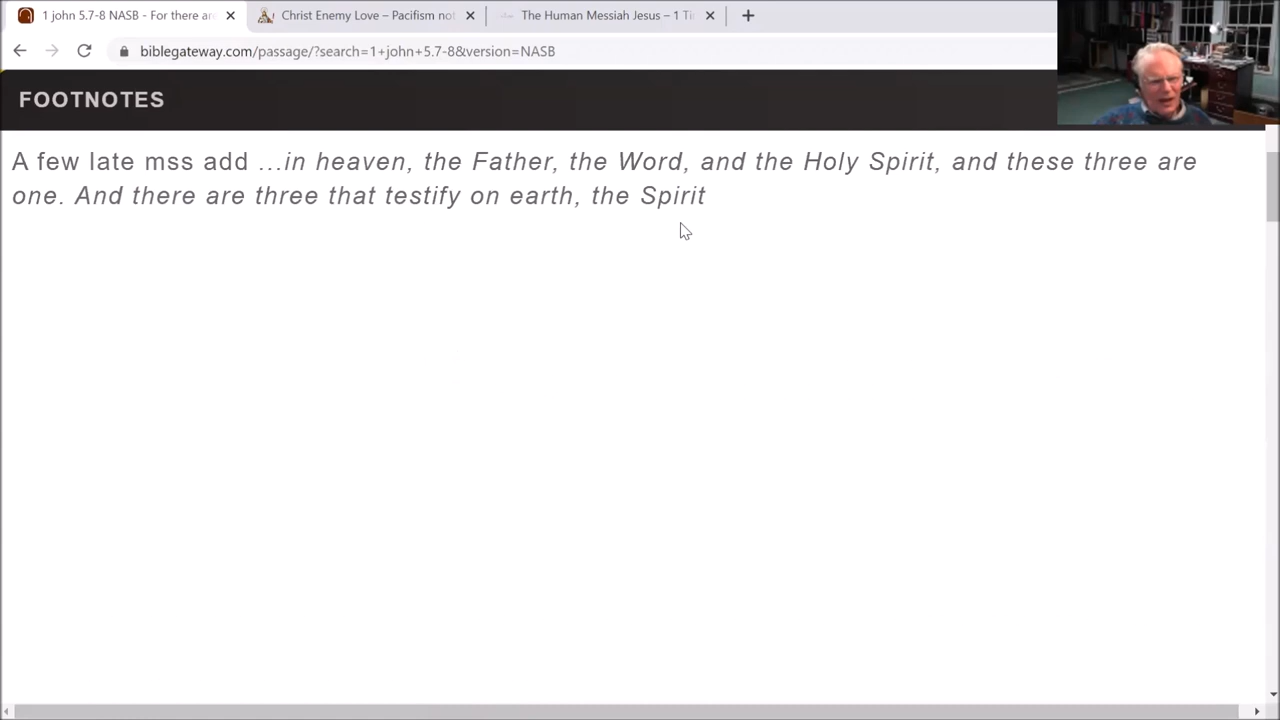 1 john 5.7-8 NASB - For there are
Christ Enemy Love – Pacifism not
The Human Messiah Jesus – 1 Ti
biblegateway.com/passage/?search=1+john+5.7-8&version=NASB
FOOTNOTES
A few late mss add ...in heaven, the Father, the Word, and the Holy Spirit, and these three are
one. And there are three that testify on earth, the Spirit